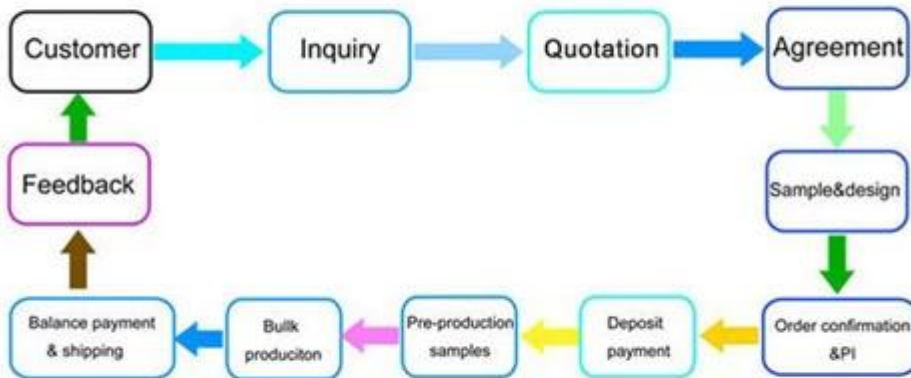 Customer
Inquiry
Quotation
Agreement
Sample&design
Order confirmation
&PI
Deposit
payment
Pre-production
samples
Bullk
produciton
Balance payment
& shipping
Feedback